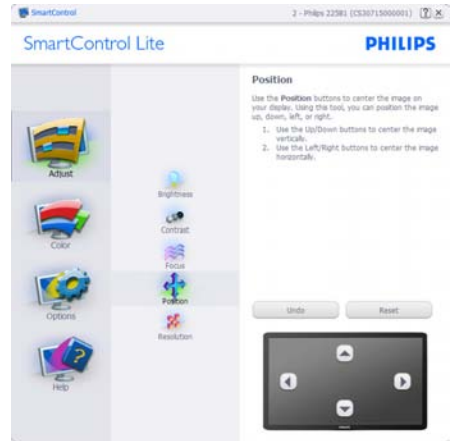 SmartControl
2 - Philips 225B1 (CS30715000001)
SmartControl Lite
PHILIPS
Adjust
Color
Options
Help
Brightness
Contrast
Focus
Position
Resolution
Position
Use the Position buttons to center the image on
your display. Using this tool, you can position the image
up, down, left, or right.
1. Use the Up/Down buttons to center the image
vertically.
2. Use the Left/Right buttons to center the image
horizontally.
Undo
Reset